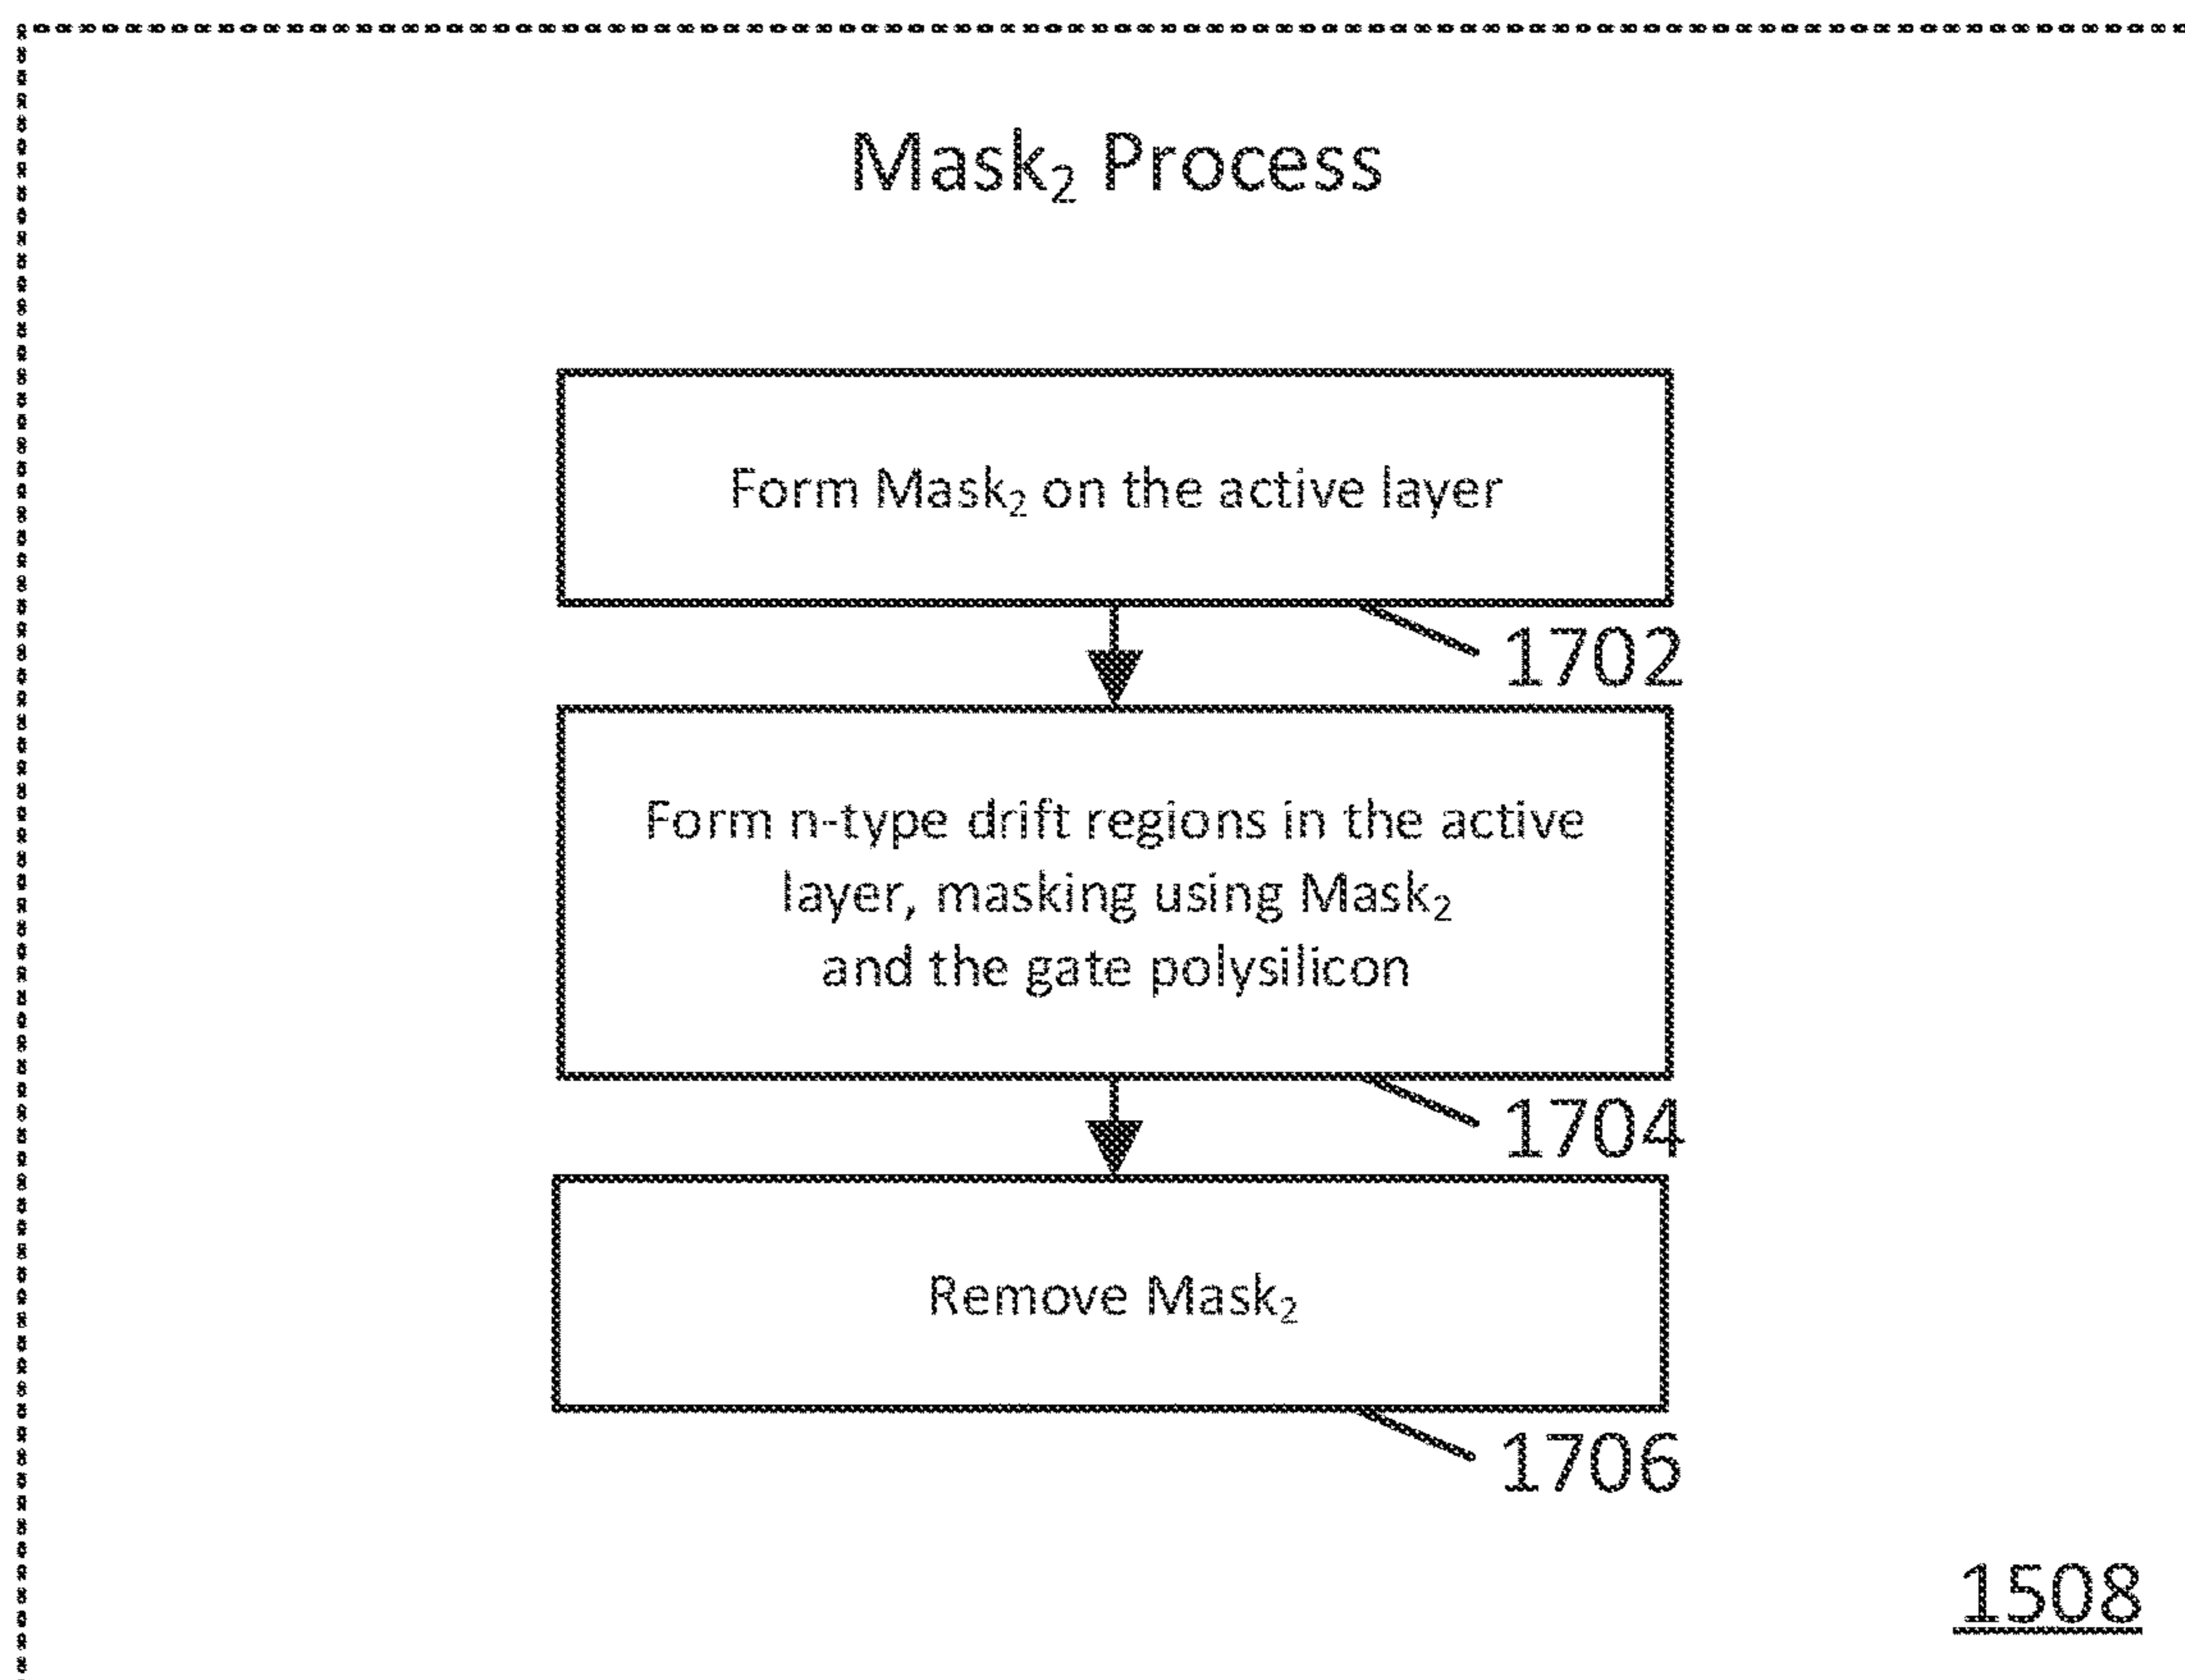 Mask₂ Process
Form Mask₂ on the active layer
1702
Form n-type drift regions in the active
layer, masking using Mask₂
and the gate polysilicon
1704
Remove Mask₂
1706
1508